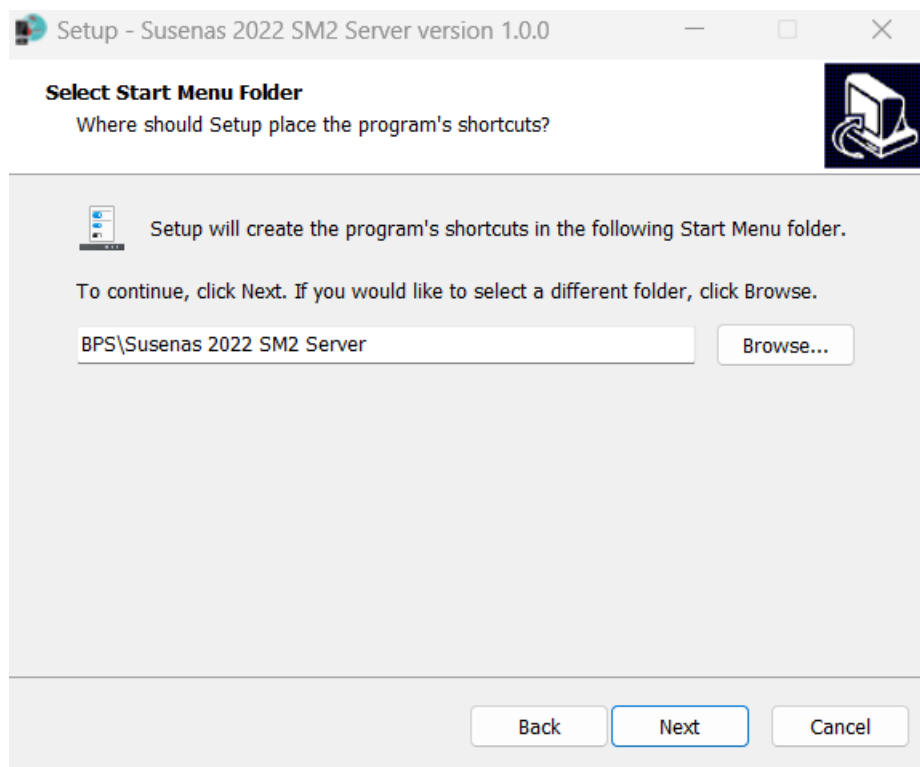 Setup - Susenas 2022 SM2 Server version 1.0.0
Select Start Menu Folder
Where should Setup place the program's shortcuts?
Setup will create the program's shortcuts in the following Start Menu folder.
To continue, click Next. If you would like to select a different folder, click Browse.
BPS\Susenas 2022 SM2 Server
Browse...
Back
Next
Cancel